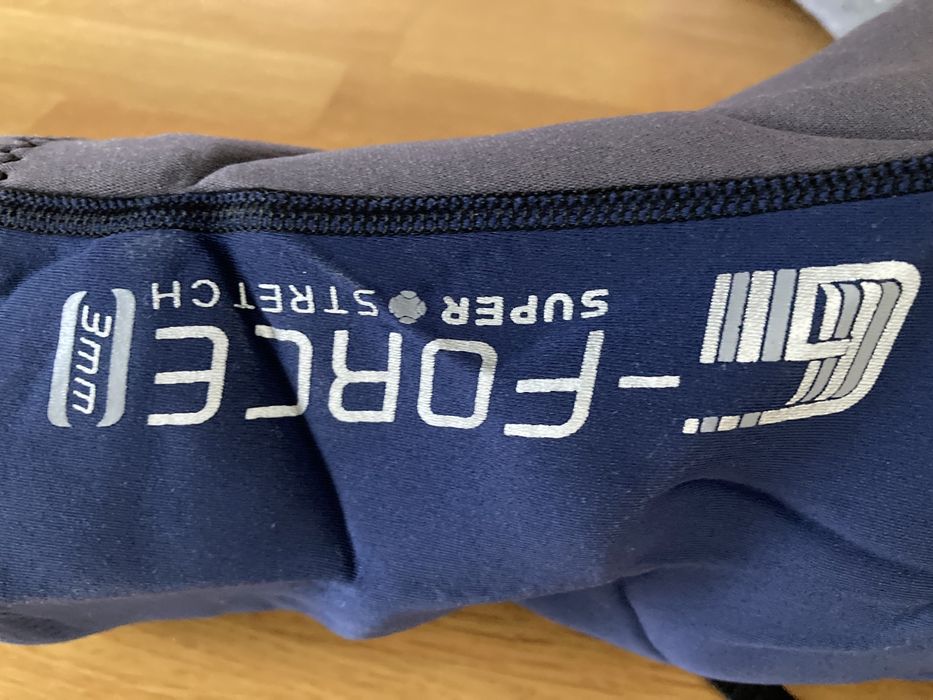 G-FORCE (3mm)
SUPER STRETCH